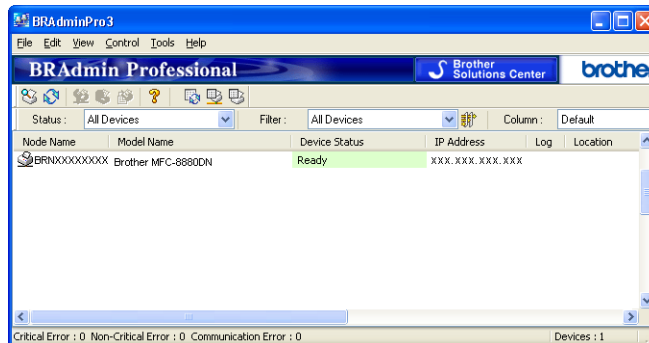 BRAdminPro3
File Edit View Control Tools Help
BRAdmin Professional Brother Solutions Center brothe
Status : All Devices Filter : All Devices Column : Default
Node Name Model Name Device Status IP Address Log Location
BRNXXXXXXXX Brother MFC-8880DN Ready XXX.XXX.XXX.XXX
Critical Error : 0 Non-Critical Error : 0 Communication Error : 0 Devices : 1